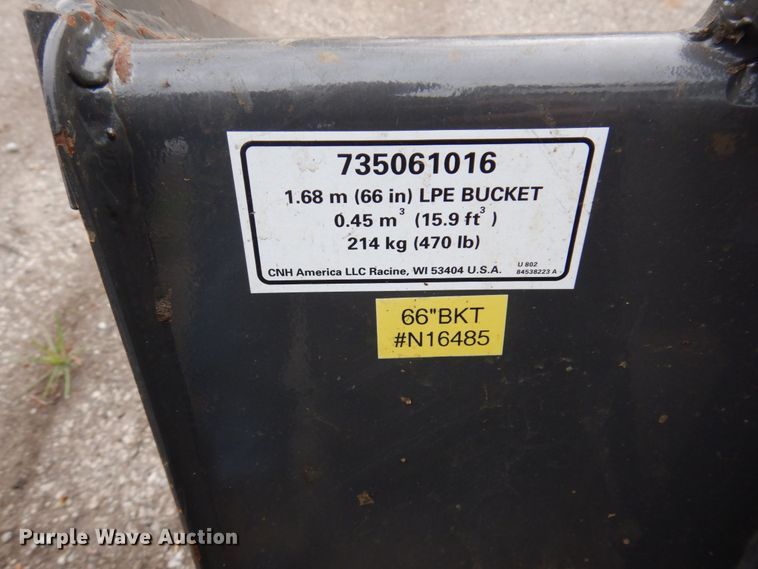 735061016
1.68 m (66 in) LPE BUCKET
0.45 m³ (15.9 ft³)
214 kg (470 lb)
CNH America LLC Racine, WI 53404 U.S.A.
U 802
84538223 A
66"BKT
#N16485
Purple Wave Auction®